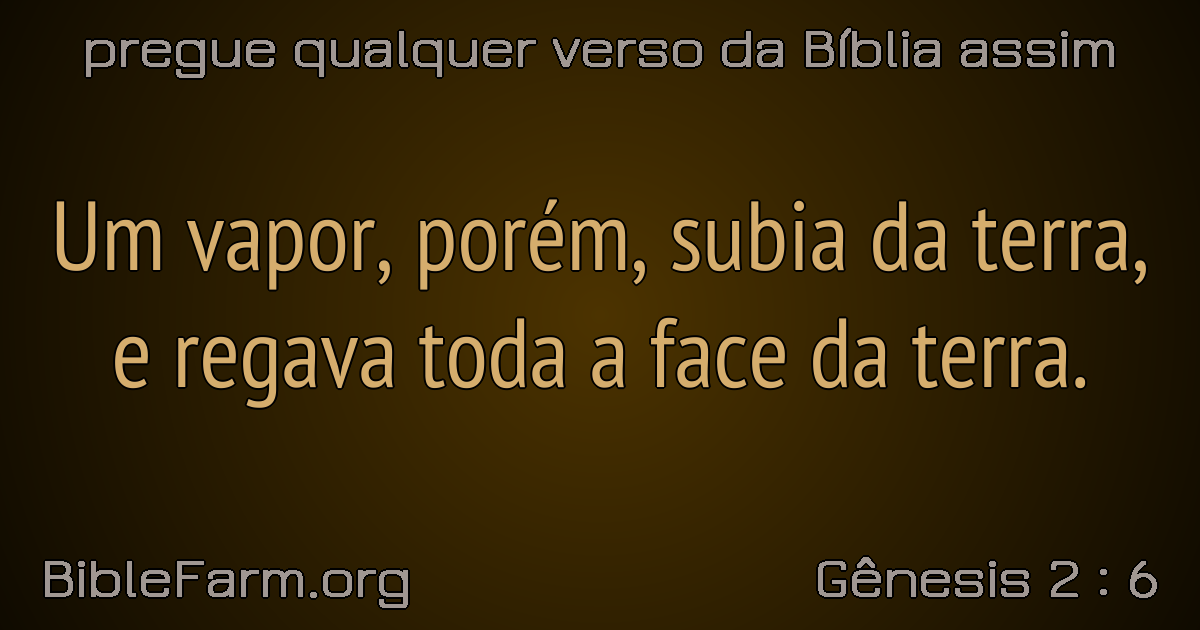 pregue qualquer verso da Bíblia assim
Um vapor, porém, subia da terra,
e regava toda a face da terra.
BibleFarm.org
Gênesis 2 : 6